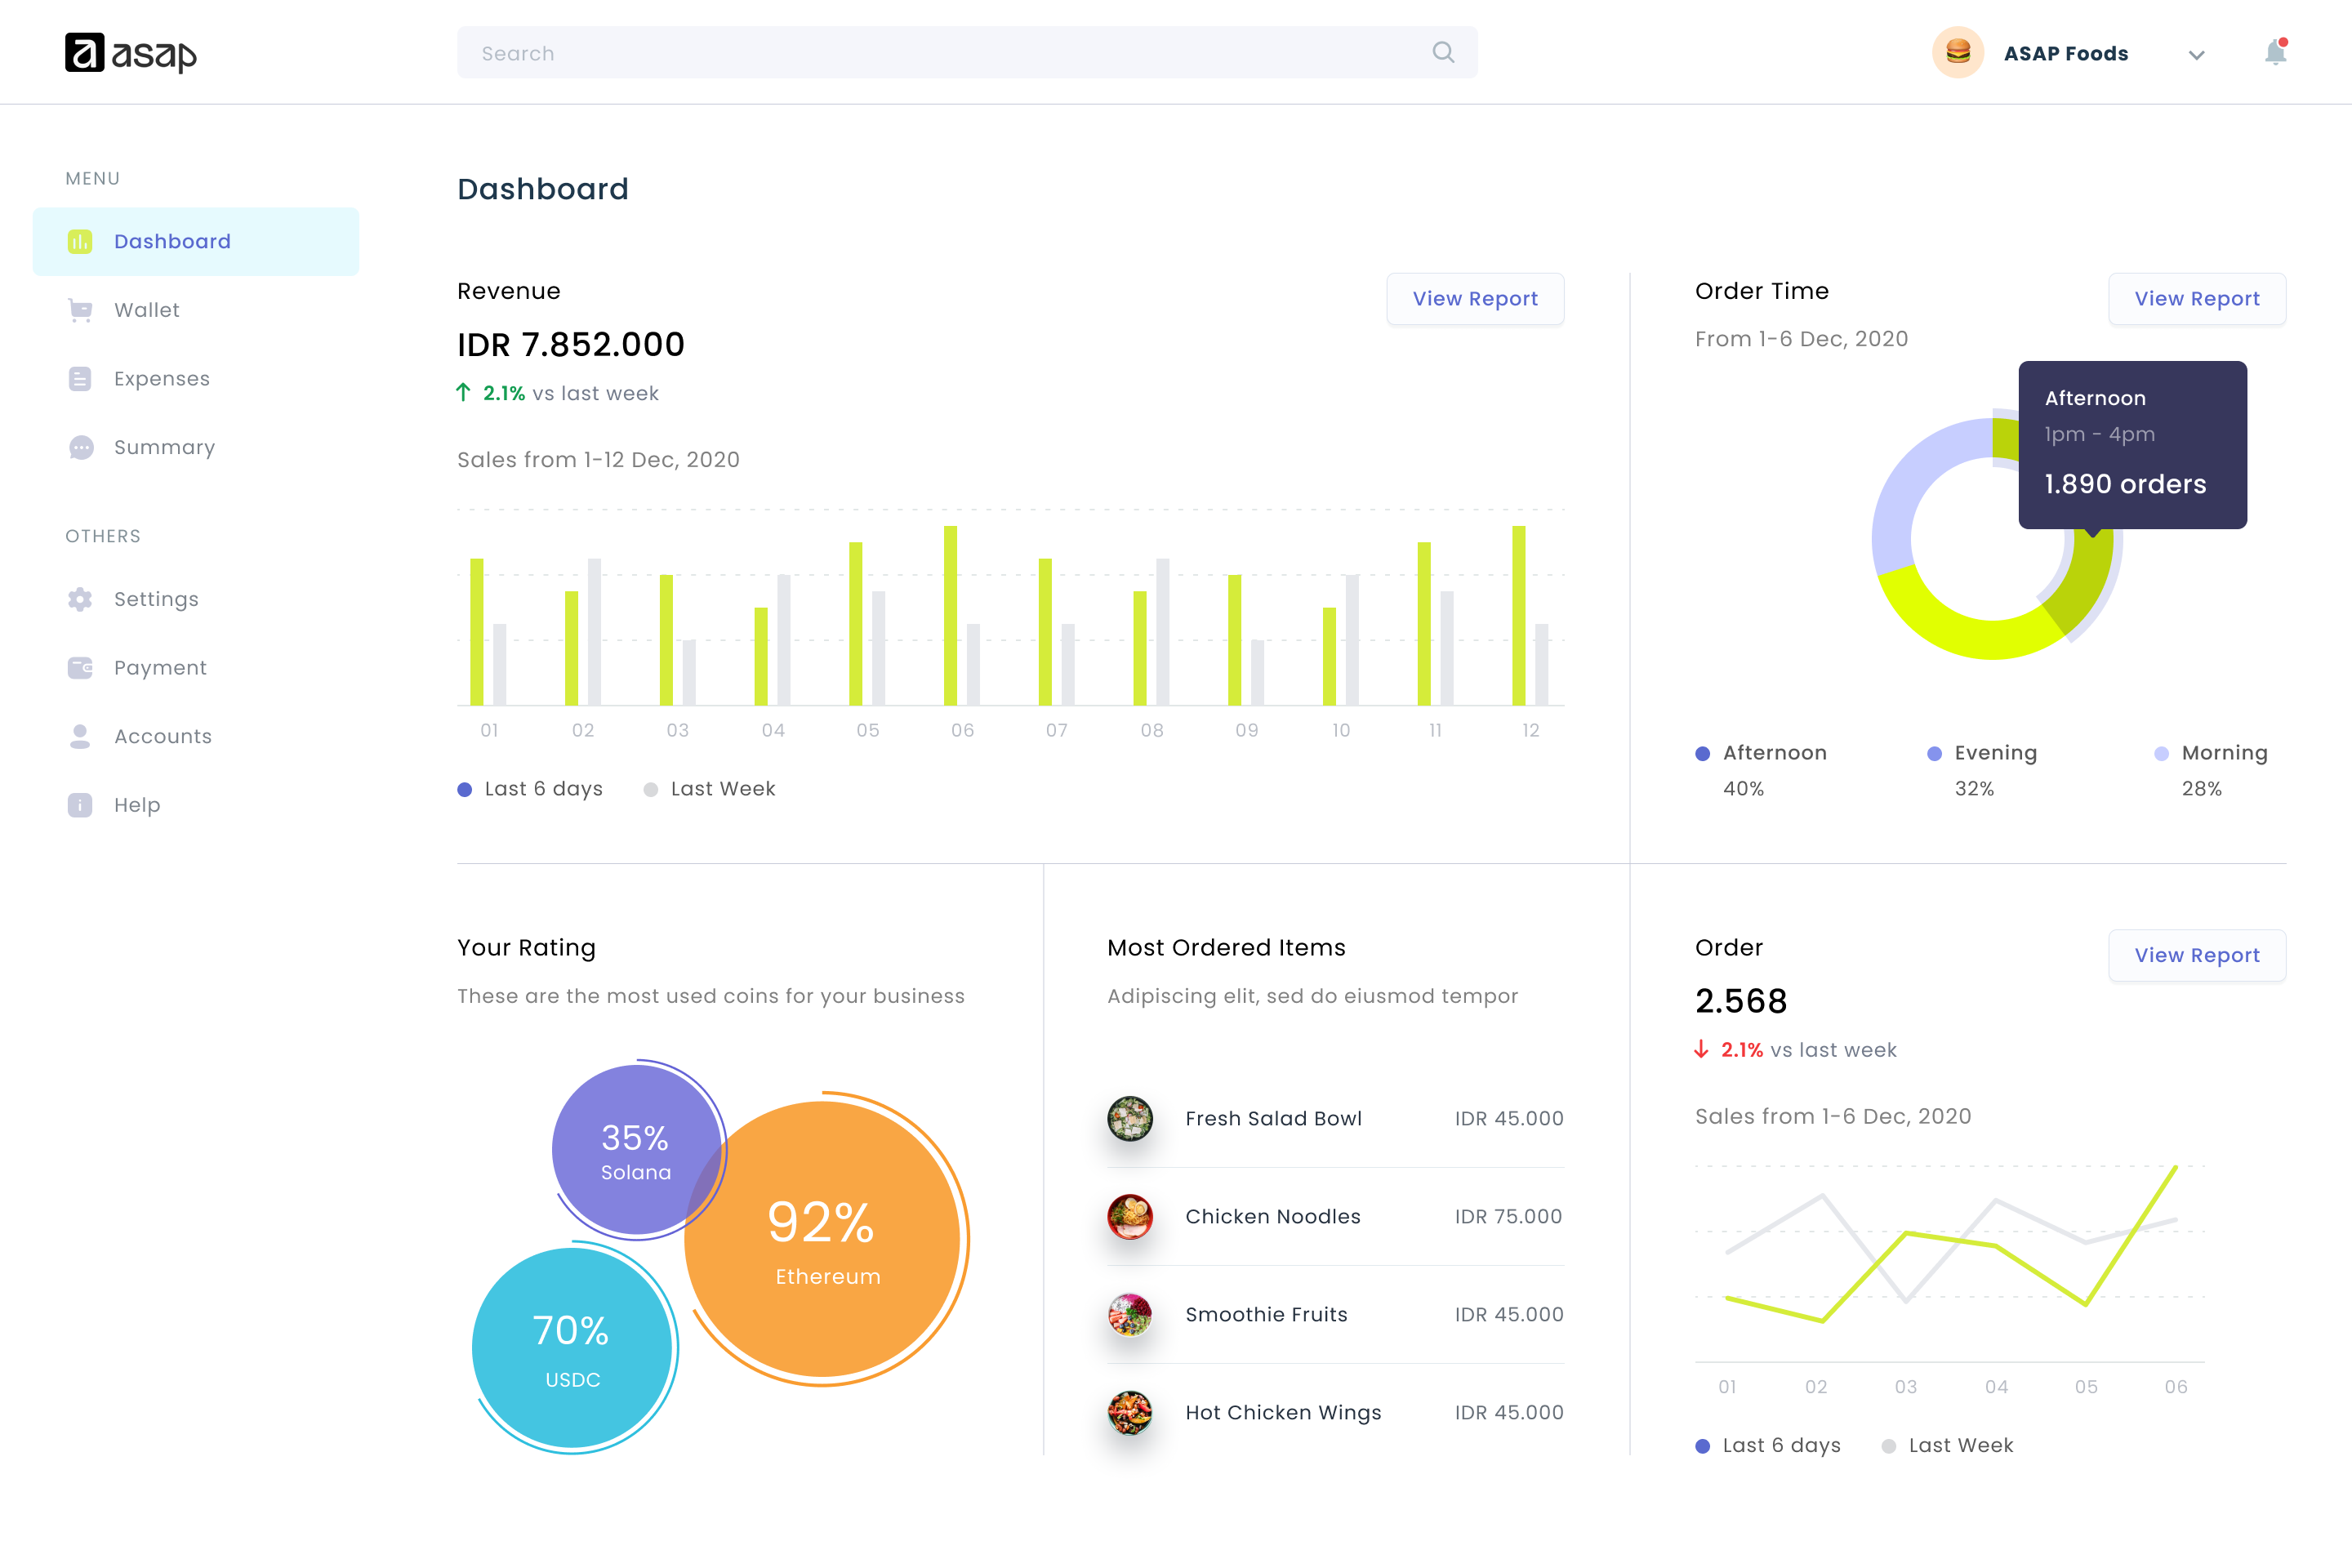 a asap
Search
ASAP Foods
MENU
Dashboard
Wallet
Expenses
Summary
OTHERS
Settings
Payment
Accounts
Help
Dashboard
Revenue
View Report
IDR 7.852.000
2.1% vs last week
Sales from 1-12 Dec, 2020
01 02 03 04 05 06 07 08 09 10 11 12
Last 6 days Last Week
Order Time
View Report
From 1-6 Dec, 2020
Afternoon
1pm - 4pm
1.890 orders
Afternoon Evening Morning
40% 32% 28%
Your Rating
These are the most used coins for your business
35%
Solana
92%
Ethereum
70%
USDC
Most Ordered Items
Adipiscing elit, sed do eiusmod tempor
Fresh Salad Bowl IDR 45.000
Chicken Noodles IDR 75.000
Smoothie Fruits IDR 45.000
Hot Chicken Wings IDR 45.000
Order
View Report
2.568
2.1% vs last week
Sales from 1-6 Dec, 2020
01 02 03 04 05 06
Last 6 days Last Week